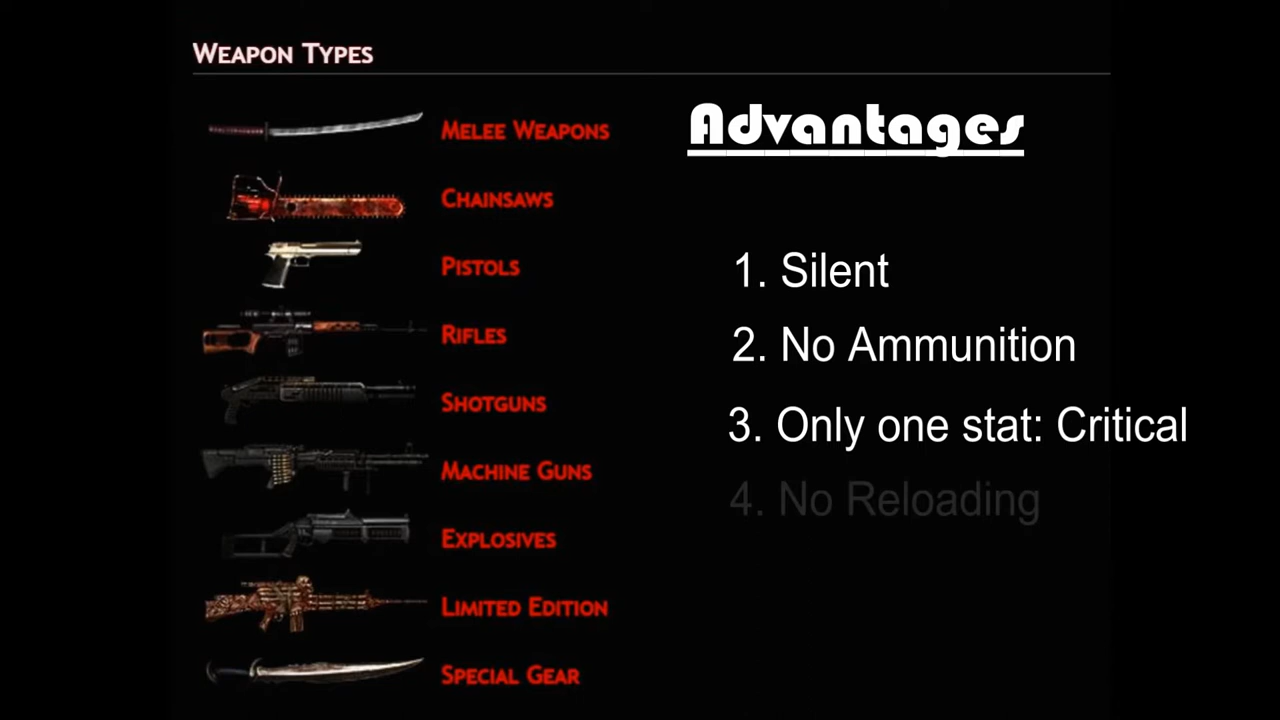 Weapon Types
Advantages
Melee Weapons
Chainsaws
Pistols
Rifles
Shotguns
Machine Guns
Explosives
Limited Edition
Special Gear
1. Silent
2. No Ammunition
3. Only one stat: Critical
4. No Reloading